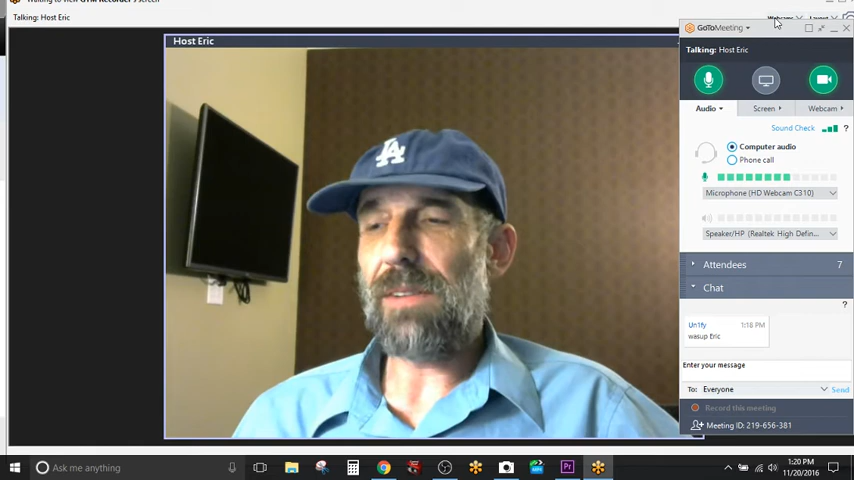 Talking: Host Eric
Host Eric
LA
GoToMeeting
Talking: Host Eric
Audio
Screen
Webcam
Sound Check
?
Computer audio
Phone call
Microphone (HD Webcam C310)
Speaker/HP (Realtek High Defin...
Attendees 7
Chat
?
Un1fy 1:18 PM
wasup Eric
Enter your message
To: Everyone Send
Record this meeting
Meeting ID: 219-656-381
Ask me anything
Pr
1:20 PM
11/20/2016